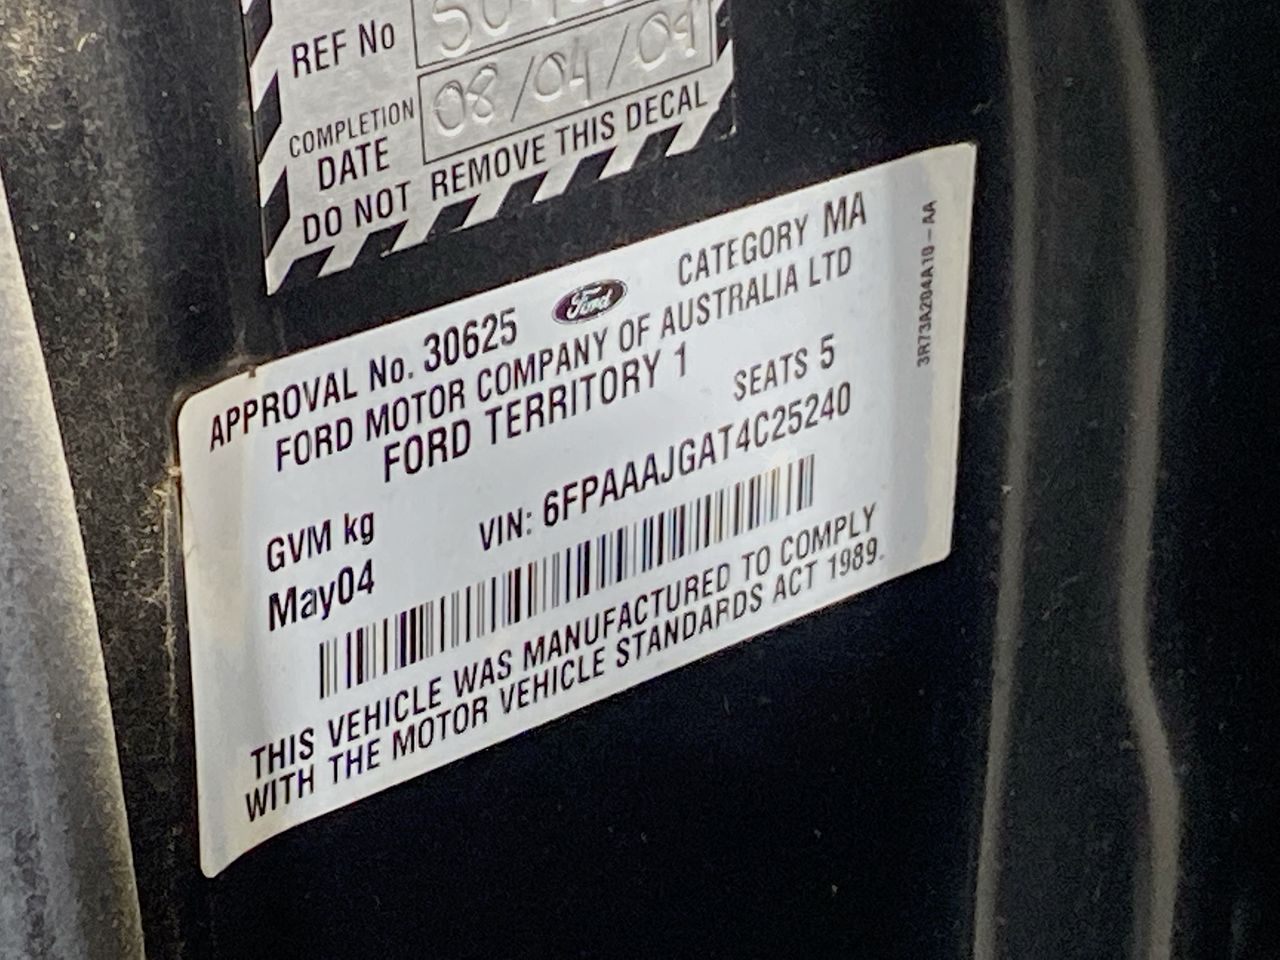 REF No
COMPLETION
DATE 08/04/09
DO NOT REMOVE THIS DECAL
APPROVAL No. 30625 Ford CATEGORY MA
FORD MOTOR COMPANY OF AUSTRALIA LTD
FORD TERRITORY 1 SEATS 5
GVM kg VIN: 6FPAAAJGAT4C25240
May04
THIS VEHICLE WAS MANUFACTURED TO COMPLY
WITH THE MOTOR VEHICLE STANDARDS ACT 1989.
3R73A204A10-AA